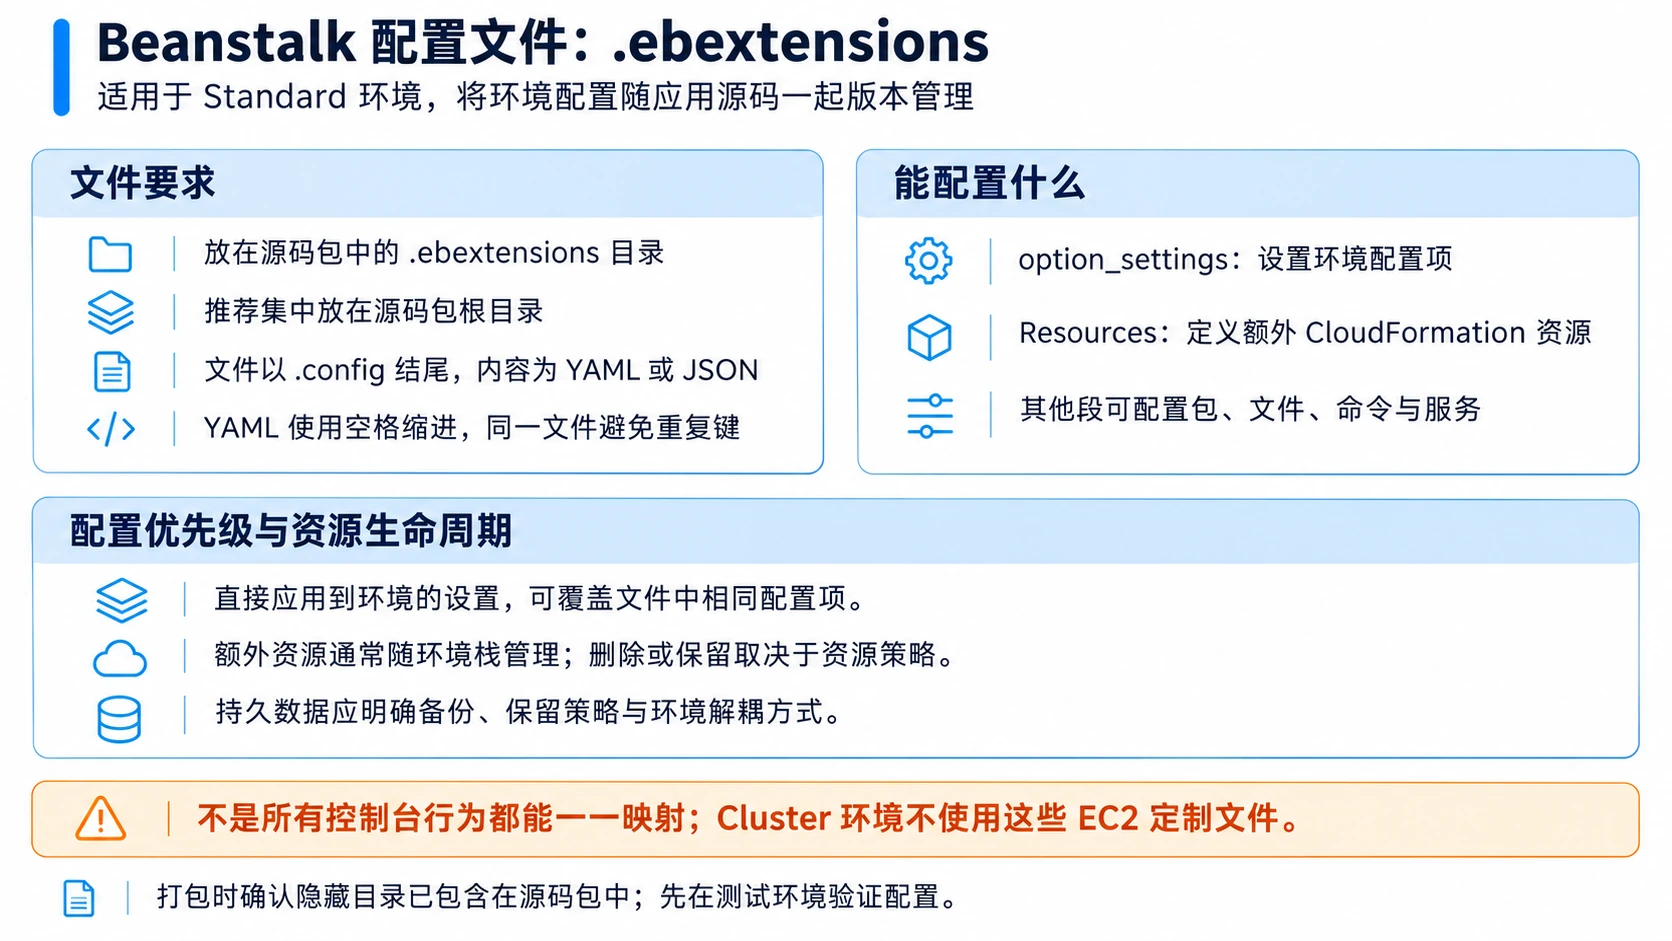 Beanstalk 配置文件：.ebextensions
适用于 Standard 环境，将环境配置随应用源码一起版本管理
文件要求
放在源码包中的 .ebextensions 目录
推荐集中放在源码包根目录
文件以 .config 结尾，内容为 YAML 或 JSON
YAML 使用空格缩进，同一文件避免重复键
能配置什么
option_settings：设置环境配置项
Resources：定义额外 CloudFormation 资源
其他段可配置包、文件、命令与服务
配置优先级与资源生命周期
直接应用到环境的设置，可覆盖文件中相同配置项。
额外资源通常随环境栈管理；删除或保留取决于资源策略。
持久数据应明确备份、保留策略与环境解耦方式。
不是所有控制台行为都能一一映射；Cluster 环境不使用这些 EC2 定制文件。
打包时确认隐藏目录已包含在源码包中；先在测试环境验证配置。